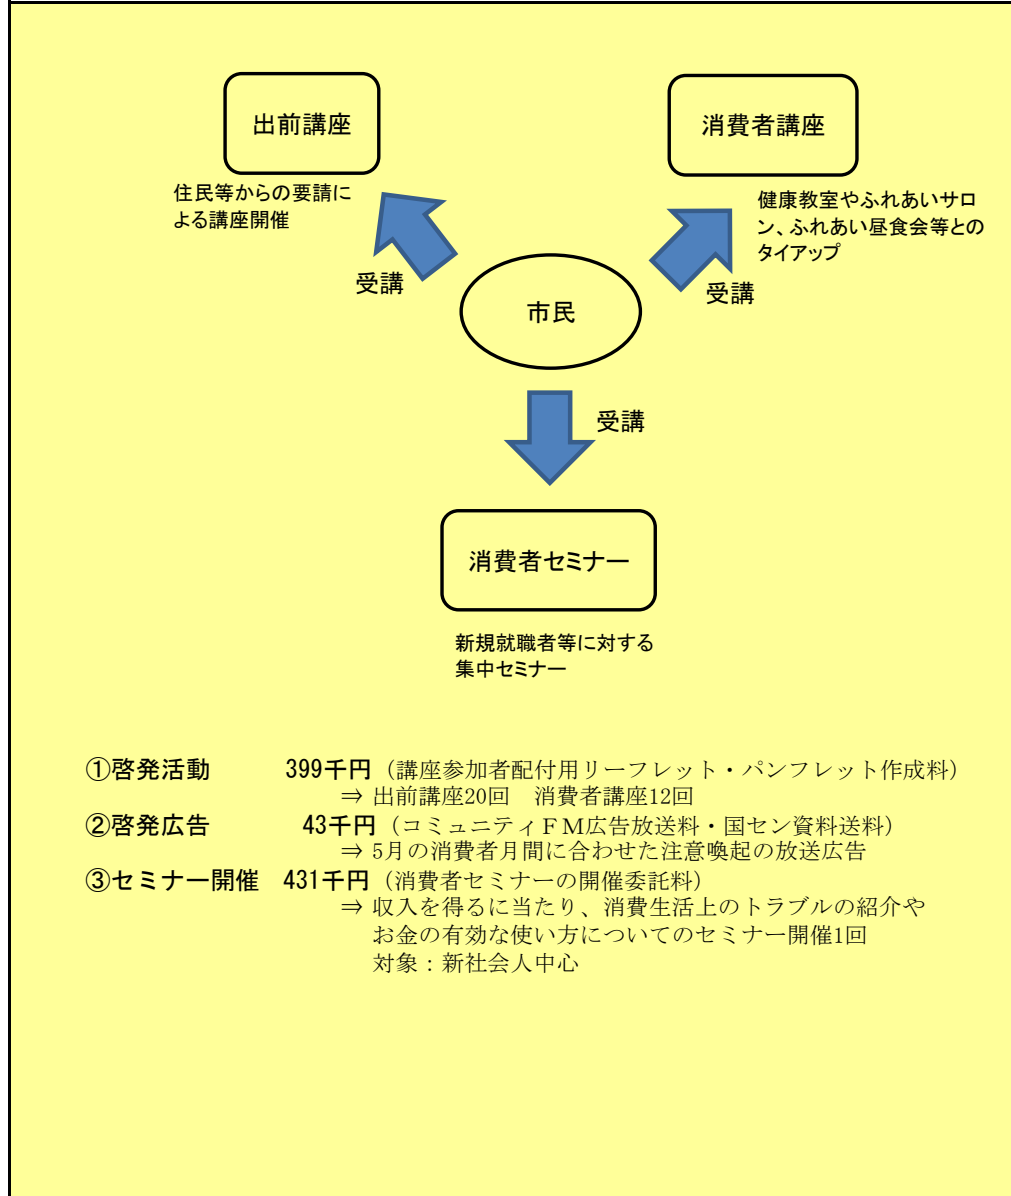 出前講座
消費者講座
住民等からの要請に
よる講座開催
健康教室やふれあいサロ
ン、ふれあい昼食会等との
タイアップ
受講
受講
市民
受講
消費者セミナー
新規就職者等に対する
集中セミナー
①啓発活動 399千円（講座参加者配付用リーフレット・パンフレット作成料）
⇒ 出前講座20回 消費者講座12回
②啓発広告 43千円（コミュニティＦＭ広告放送料・国セン資料送料）
⇒ 5月の消費者月間に合わせた注意喚起の放送広告
③セミナー開催 431千円（消費者セミナーの開催委託料）
⇒ 収入を得るに当たり、消費生活上のトラブルの紹介や
お金の有効な使い方についてのセミナー開催1回
対象：新社会人中心